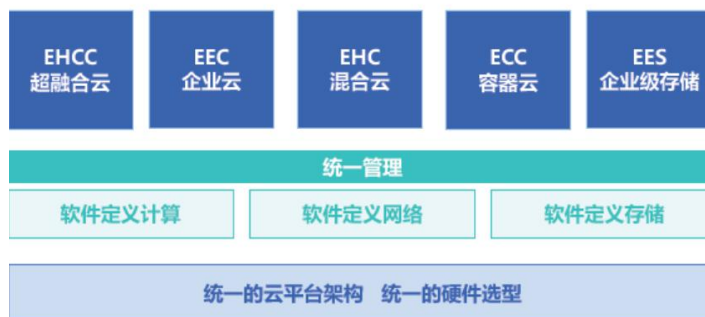 EHCC
超融合云
EEC
企业云
EHC
混合云
ECC
容器云
EES
企业级存储
统一管理
软件定义计算
软件定义网络
软件定义存储
统一的云平台架构 统一的硬件选型